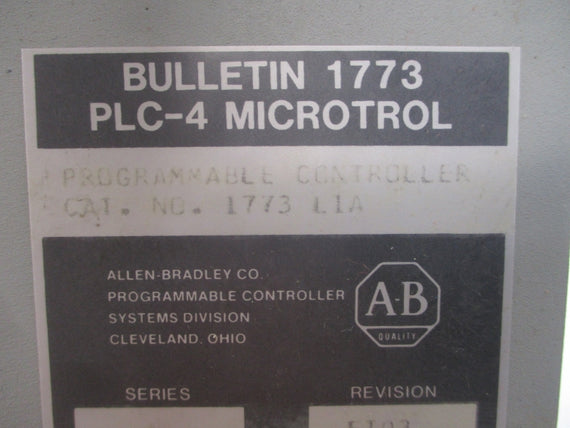 BULLETIN 1773
PLC-4 MICROTROL
PROGRAMMABLE CONTROLLER
CAT. NO. 1773 L1A
ALLEN-BRADLEY CO.
PROGRAMMABLE CONTROLLER
SYSTEMS DIVISION
CLEVELAND, OHIO
A-B
QUALITY
SERIES
REVISION